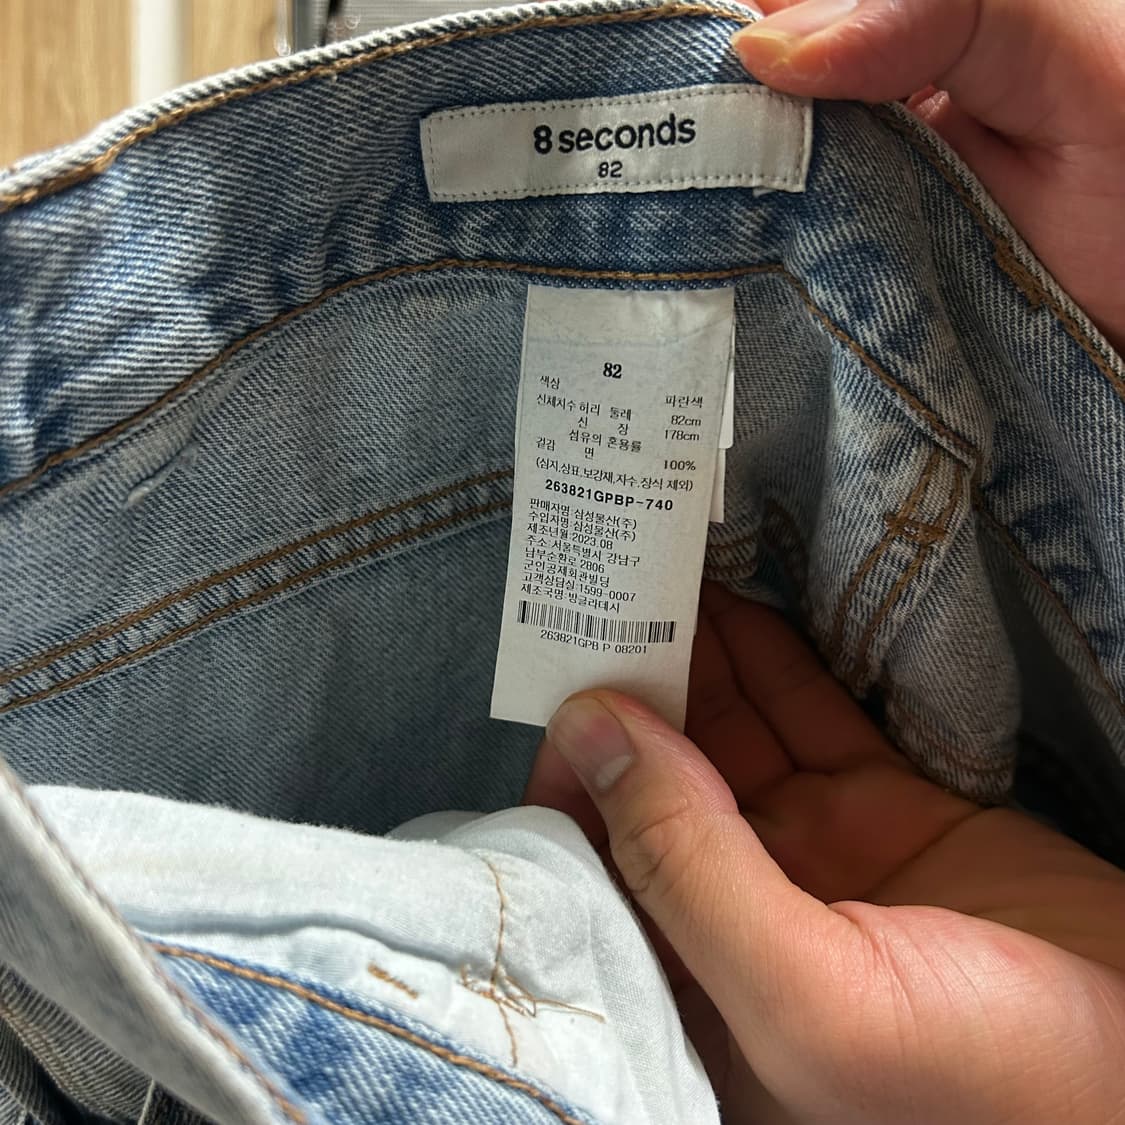 8 seconds
82
82
색상 파란색
신체치수 허리 둘레 82cm
신 장 178cm
섬유의 혼용률
겉감 면 100%
(심지,상표,보강재,자수,장식 제외)
263821GPBP-740
판매자명:삼성물산(주)
수입자명:삼성물산(주)
제조년월:2023.08
주소:서울특별시 강남구
남부순환로 2806
군인공제회관빌딩
고객상담실:1599-0007
제조국명:방글라데시
263821GPB P 08201